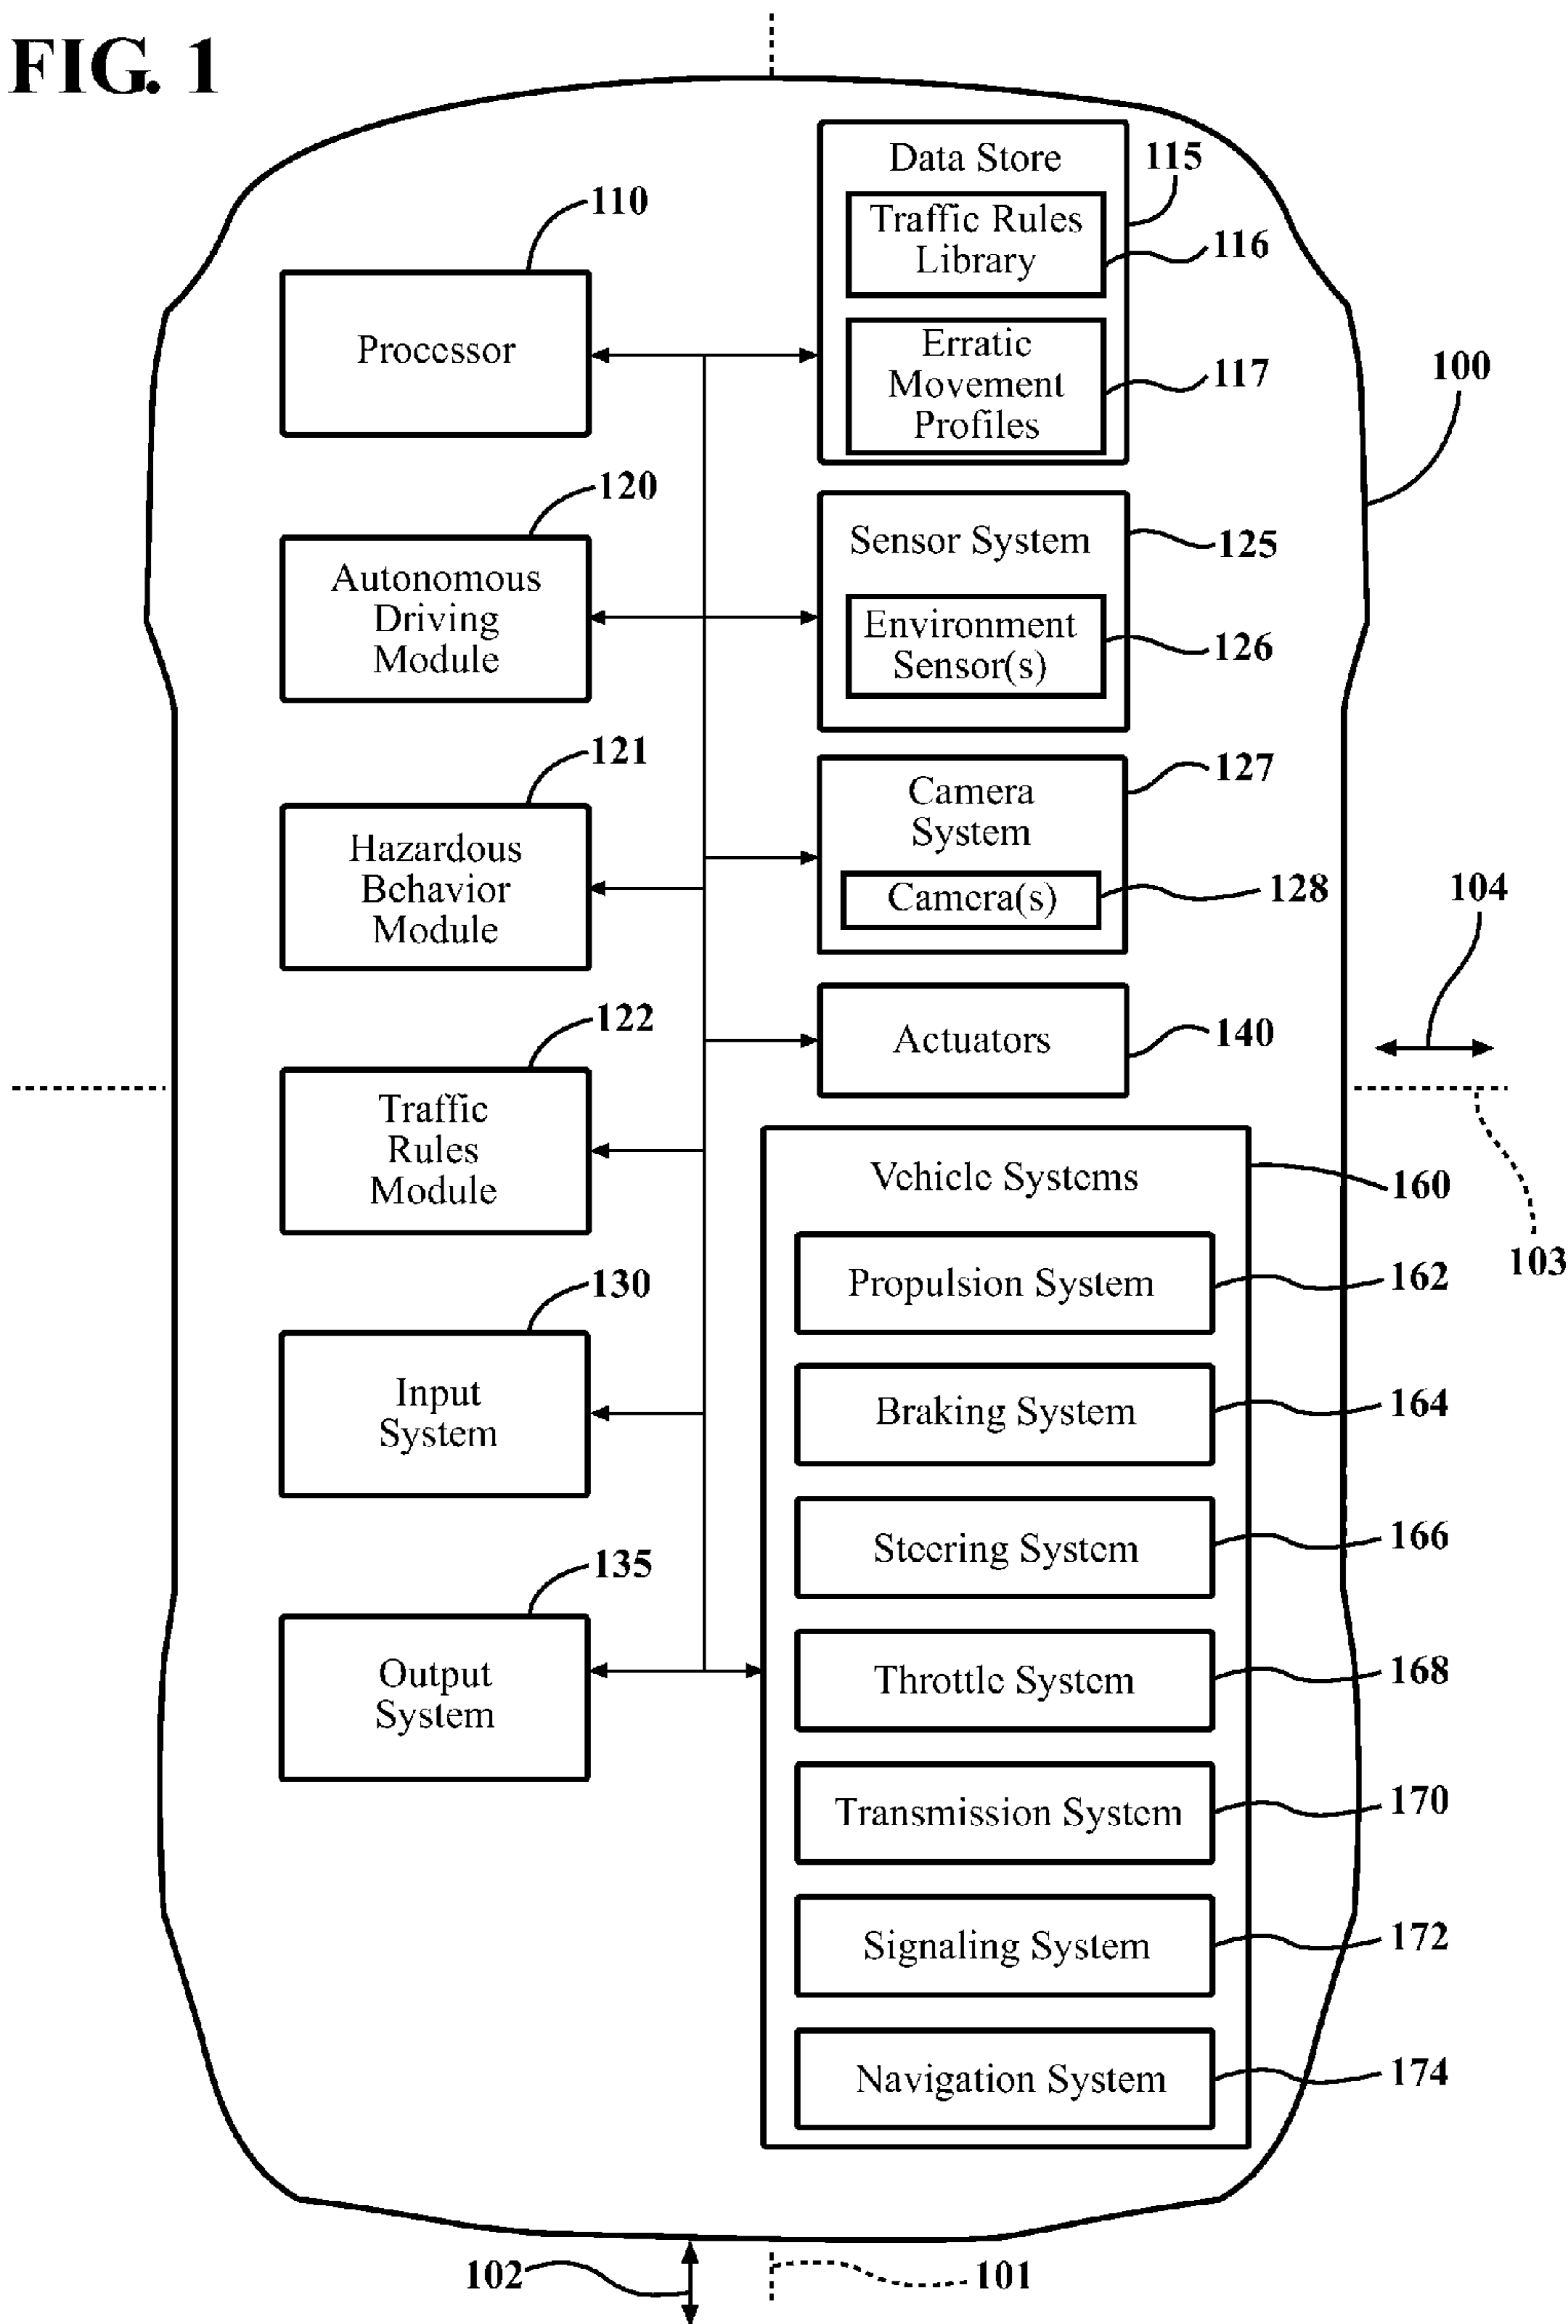 FIG. 1
Data Store
115
Traffic Rules
Library
116
110
Processor
Erratic
Movement
Profiles
117
100
120
Autonomous
Driving
Module
Sensor System
125
Environment
Sensor(s)
126
121
Hazardous
Behavior
Module
Camera
System
127
Camera(s)
128
104
122
Traffic
Rules
Module
Actuators
140
Vehicle Systems
160
103
Propulsion System
162
130
Input
System
Braking System
164
Steering System
166
135
Output
System
Throttle System
168
Transmission System
170
Signaling System
172
Navigation System
174
102
101